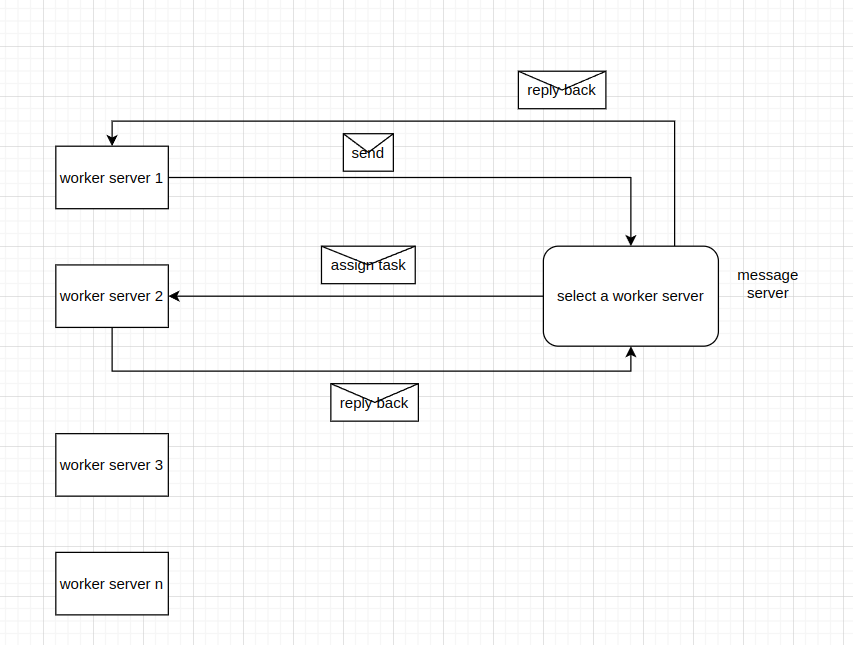 reply back
send
worker server 1
assign task
message
server
worker server 2
select a worker server
reply back
worker server 3
worker server n